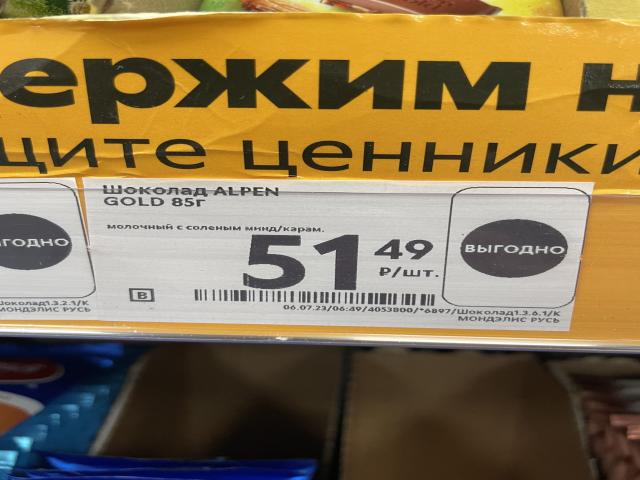 ержим н
щите ценники
Шоколад ALPEN
GOLD 85г
молочный с соленым минд/карам.
51 49
₽/шт.
ВЫГОДНО
ГОДНО
В
06.07.23/06:49/4053800/*6897/Шоколад1.3.6.1/К
МОНДЭЛИС РУСЬ
Шоколад1.3.2.1/К
МОНДЭЛИС РУСЬ